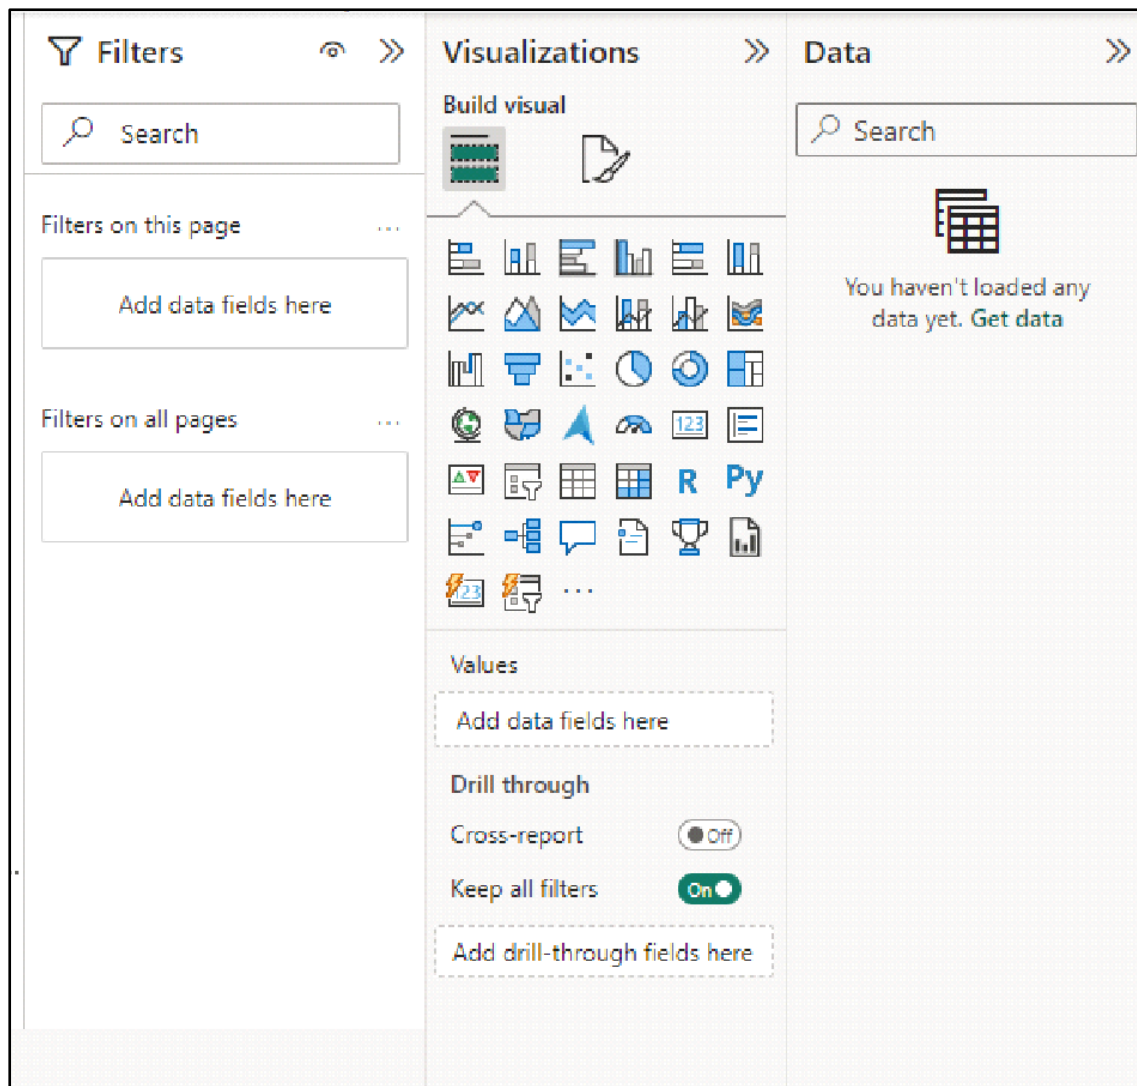 Filters
Search
Filters on this page
...
Add data fields here
Filters on all pages
...
Add data fields here
Visualizations
Build visual
123
R
Py
123
...
Values
Add data fields here
Drill through
Cross-report
Off
Keep all filters
On
Add drill-through fields here
Data
Search
You haven't loaded any
data yet. Get data